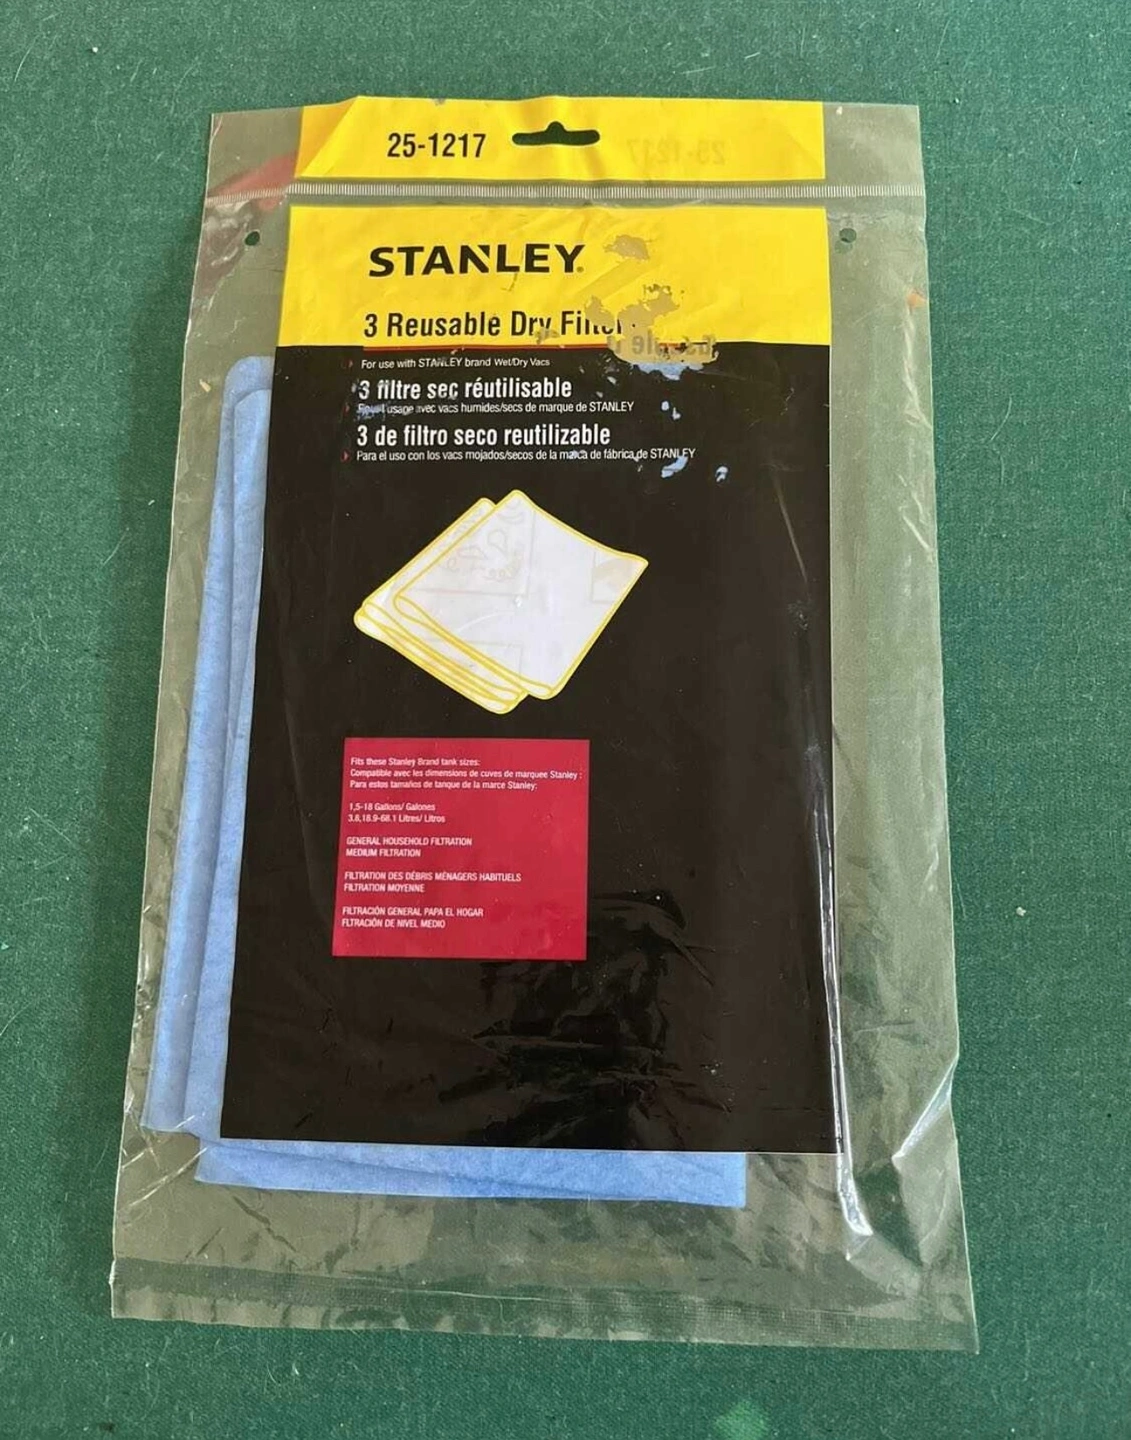 25-1217
STANLEY
3 Reusable Dry Filter
For use with STANLEY brand Wet/Dry Vacs
3 filtre sec réutilisable
usage avec vacs humides/secs de marque de STANLEY
3 de filtro seco reutilizable
Para el uso con los vacs mojados/secos de la marca de fábrica de STANLEY
Fits these Stanley Brand tank sizes:
Compatible avec les dimensions de cuves de marquee Stanley :
Para estos tamaños de tanque de la marce Stanley:
1,5-18 Gallons/ Galones
3.8,18.9-68.1 Litres/ Litros
GENERAL HOUSEHOLD FILTRATION
MEDIUM FILTRATION
FILTRATION DES DÉBRIS MÉNAGERS HABITUELS
FILTRATION MOYENNE
FILTRACIÓN GENERAL PAPA EL HOGAR
FLTRACIÓN DE NIVEL MEDIO